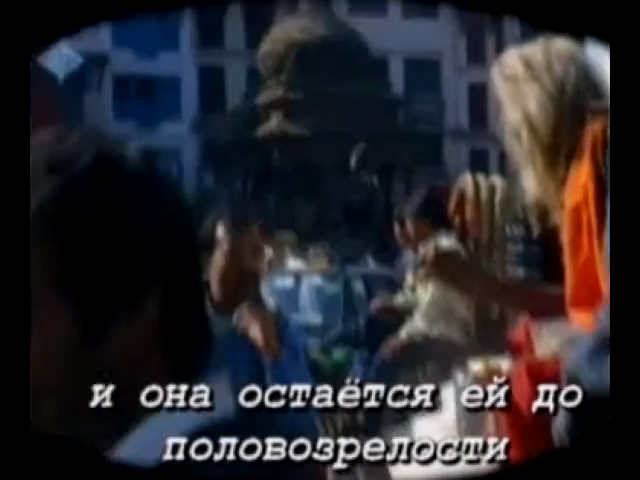 и она остаётся ей до
половозрелости